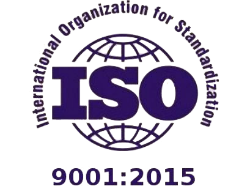 International Organization for Standardization
ISO
9001:2015